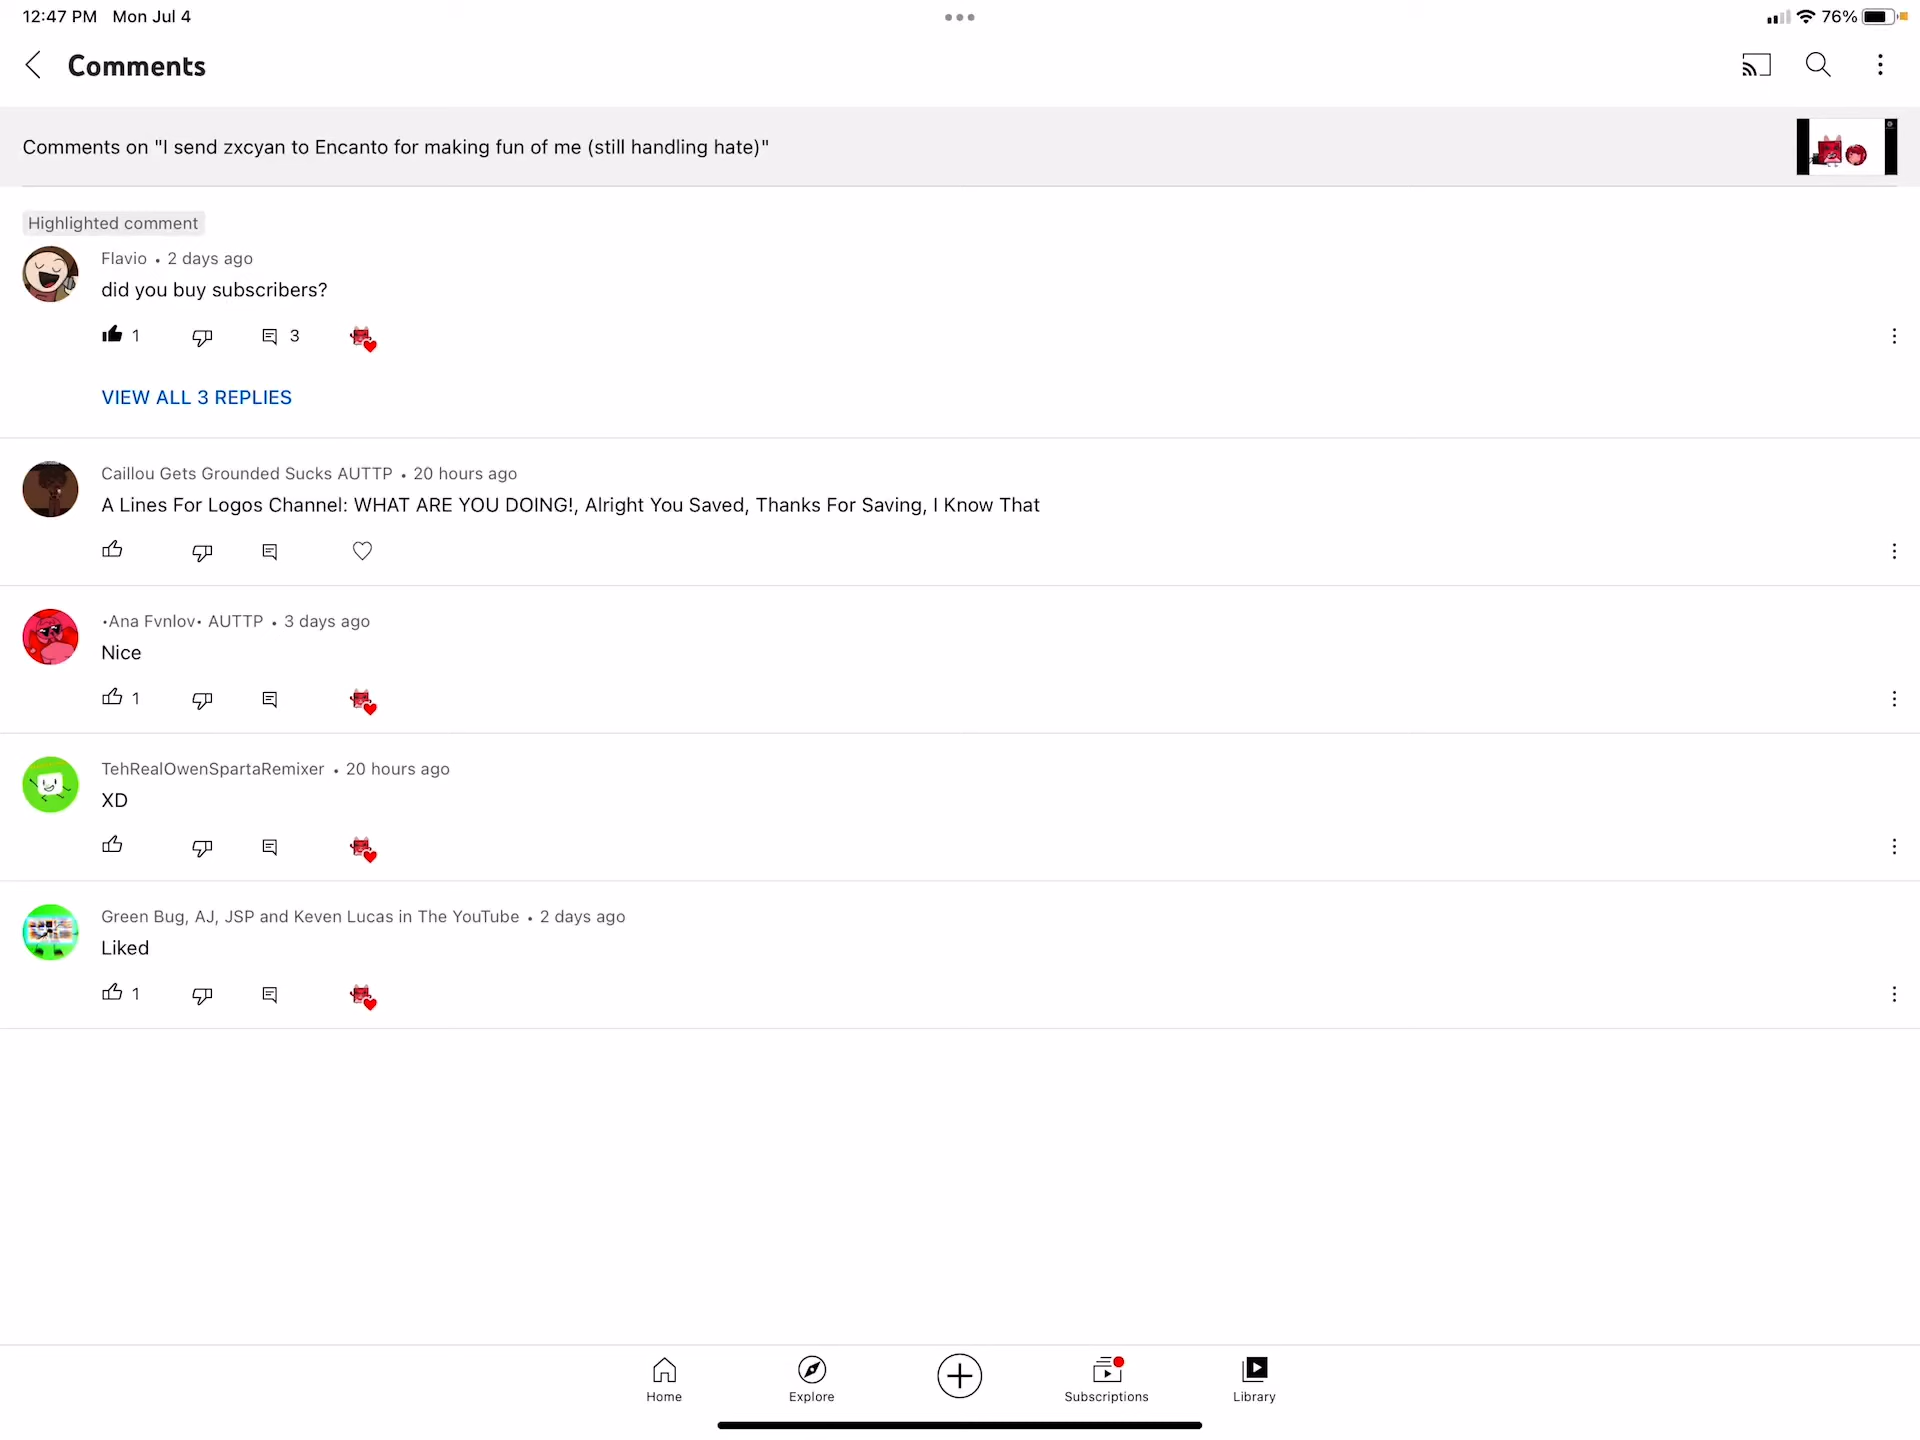 12:47 PM Mon Jul 4
76%
Comments
Comments on "I send zxcyan to Encanto for making fun of me (still handling hate)"
Highlighted comment
Flavio • 2 days ago
did you buy subscribers?
1 3
VIEW ALL 3 REPLIES
Caillou Gets Grounded Sucks AUTTP • 20 hours ago
A Lines For Logos Channel: WHAT ARE YOU DOING!, Alright You Saved, Thanks For Saving, I Know That
•Ana Fvnlov• AUTTP • 3 days ago
Nice
1
TehRealOwenSpartaRemixer • 20 hours ago
XD
Green Bug, AJ, JSP and Keven Lucas in The YouTube • 2 days ago
Liked
1
Home Explore Subscriptions Library